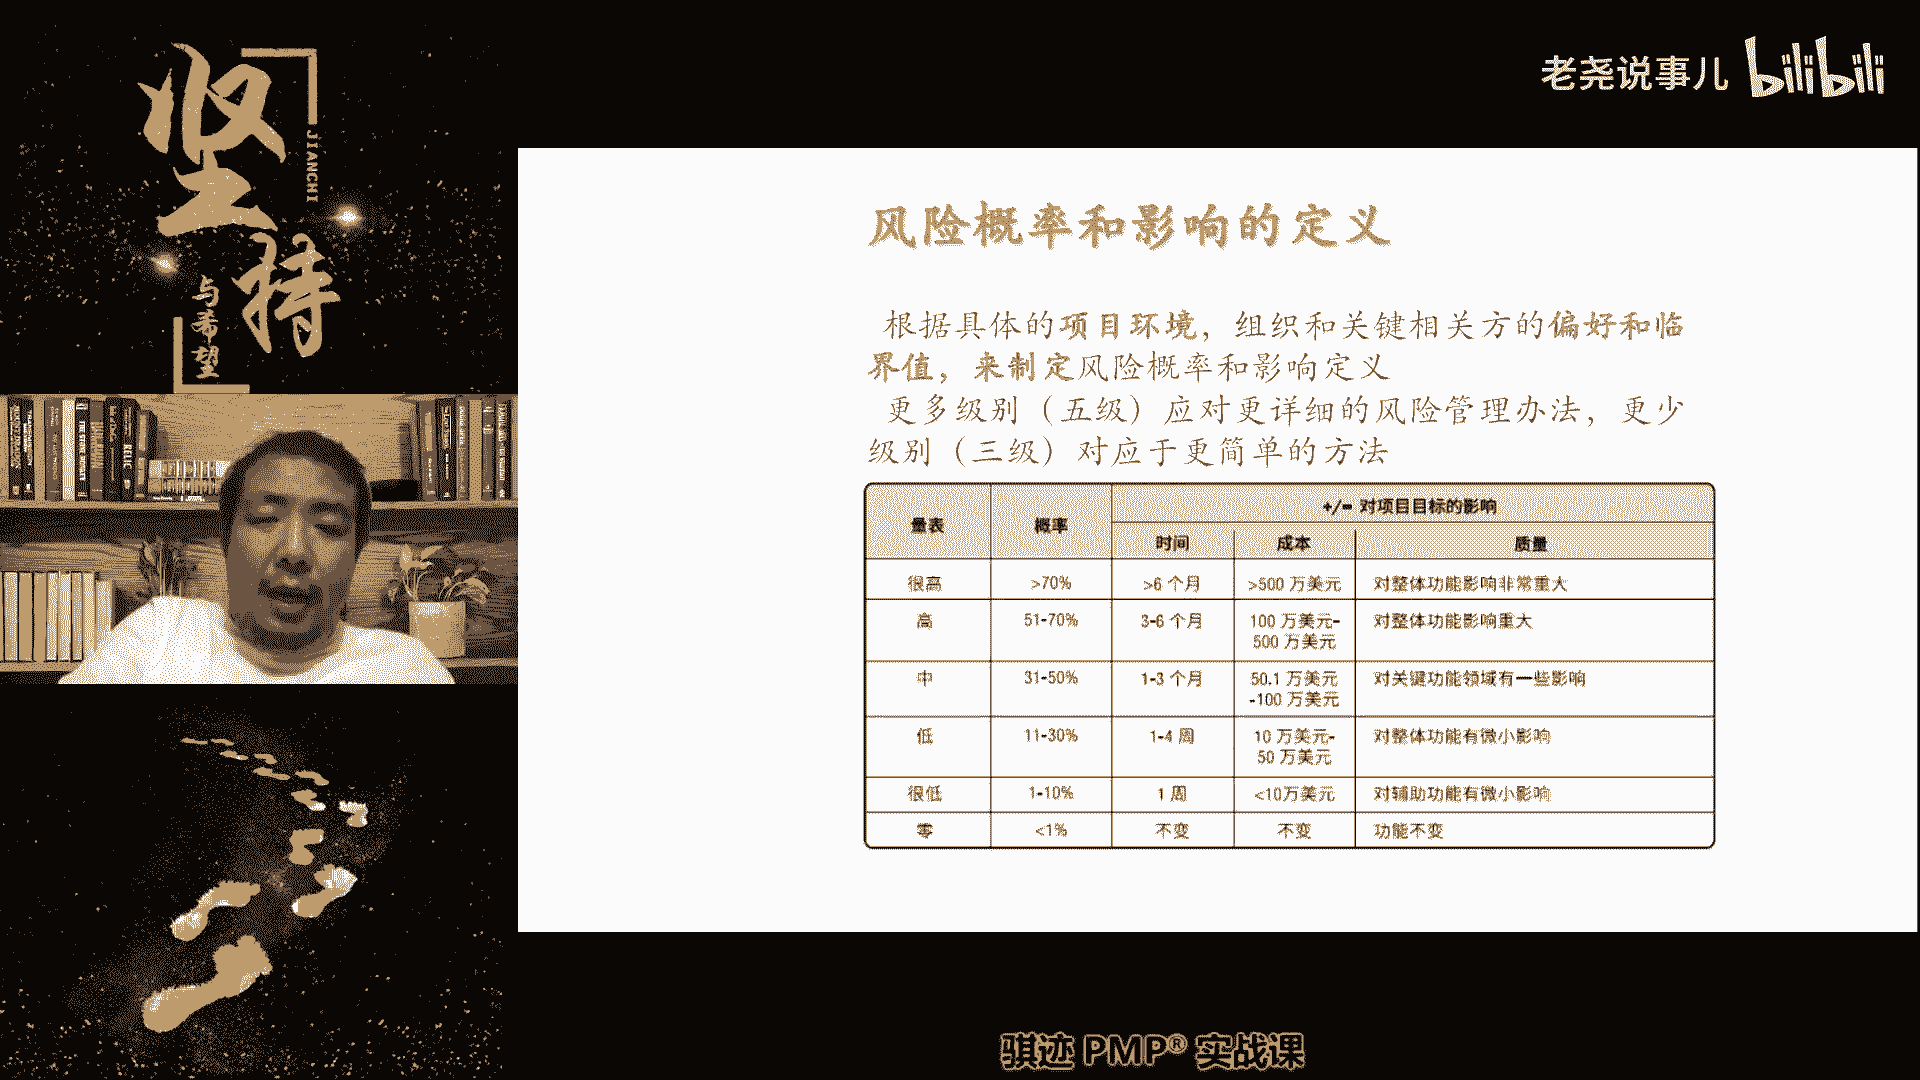 坚持
JIANCHI
与希望
老尧说事儿 bilibili
风险概率和影响的定义
根据具体的项目环境，组织和关键相关方的偏好和临
界值，来制定风险概率和影响定义
更多级别（五级）应对更详细的风险管理办法，更少
级别（三级）对应于更简单的方法
量表 概率 +/- 对项目目标的影响
时间 成本 质量
很高 >70% >6 个月 >500 万美元 对整体功能影响非常重大
高 51-70% 3-6 个月 100 万美元- 对整体功能影响重大
500 万美元
中 31-50% 1-3 个月 50.1 万美元 对关键功能领域有一些影响
-100 万美元
低 11-30% 1-4 周 10 万美元- 对整体功能有微小影响
50 万美元
很低 1-10% 1 周 <10万美元 对辅助功能有微小影响
零 <1% 不变 不变 功能不变
骐迹 PMP® 实战课